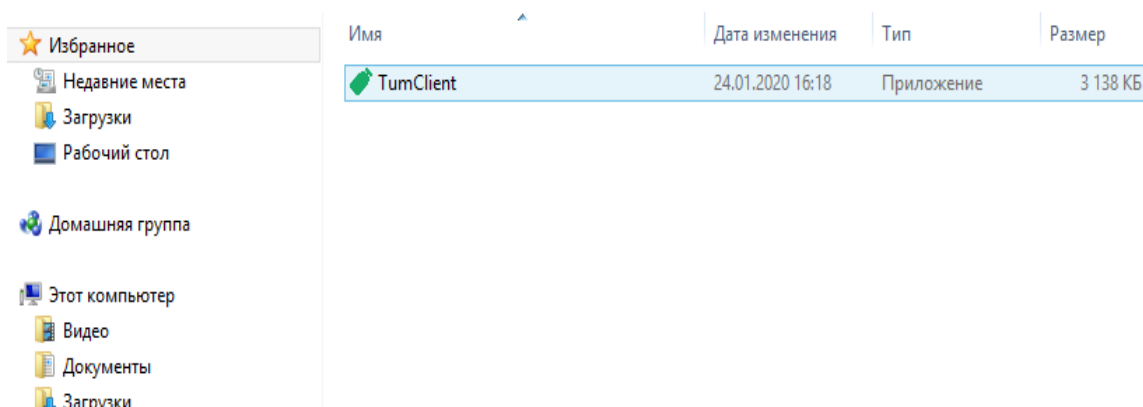 Избранное
Недавние места
Загрузки
Рабочий стол
Домашняя группа
Этот компьютер
Видео
Документы
Загрузки
Имя Дата изменения Тип Размер
TumClient 24.01.2020 16:18 Приложение 3 138 КБ